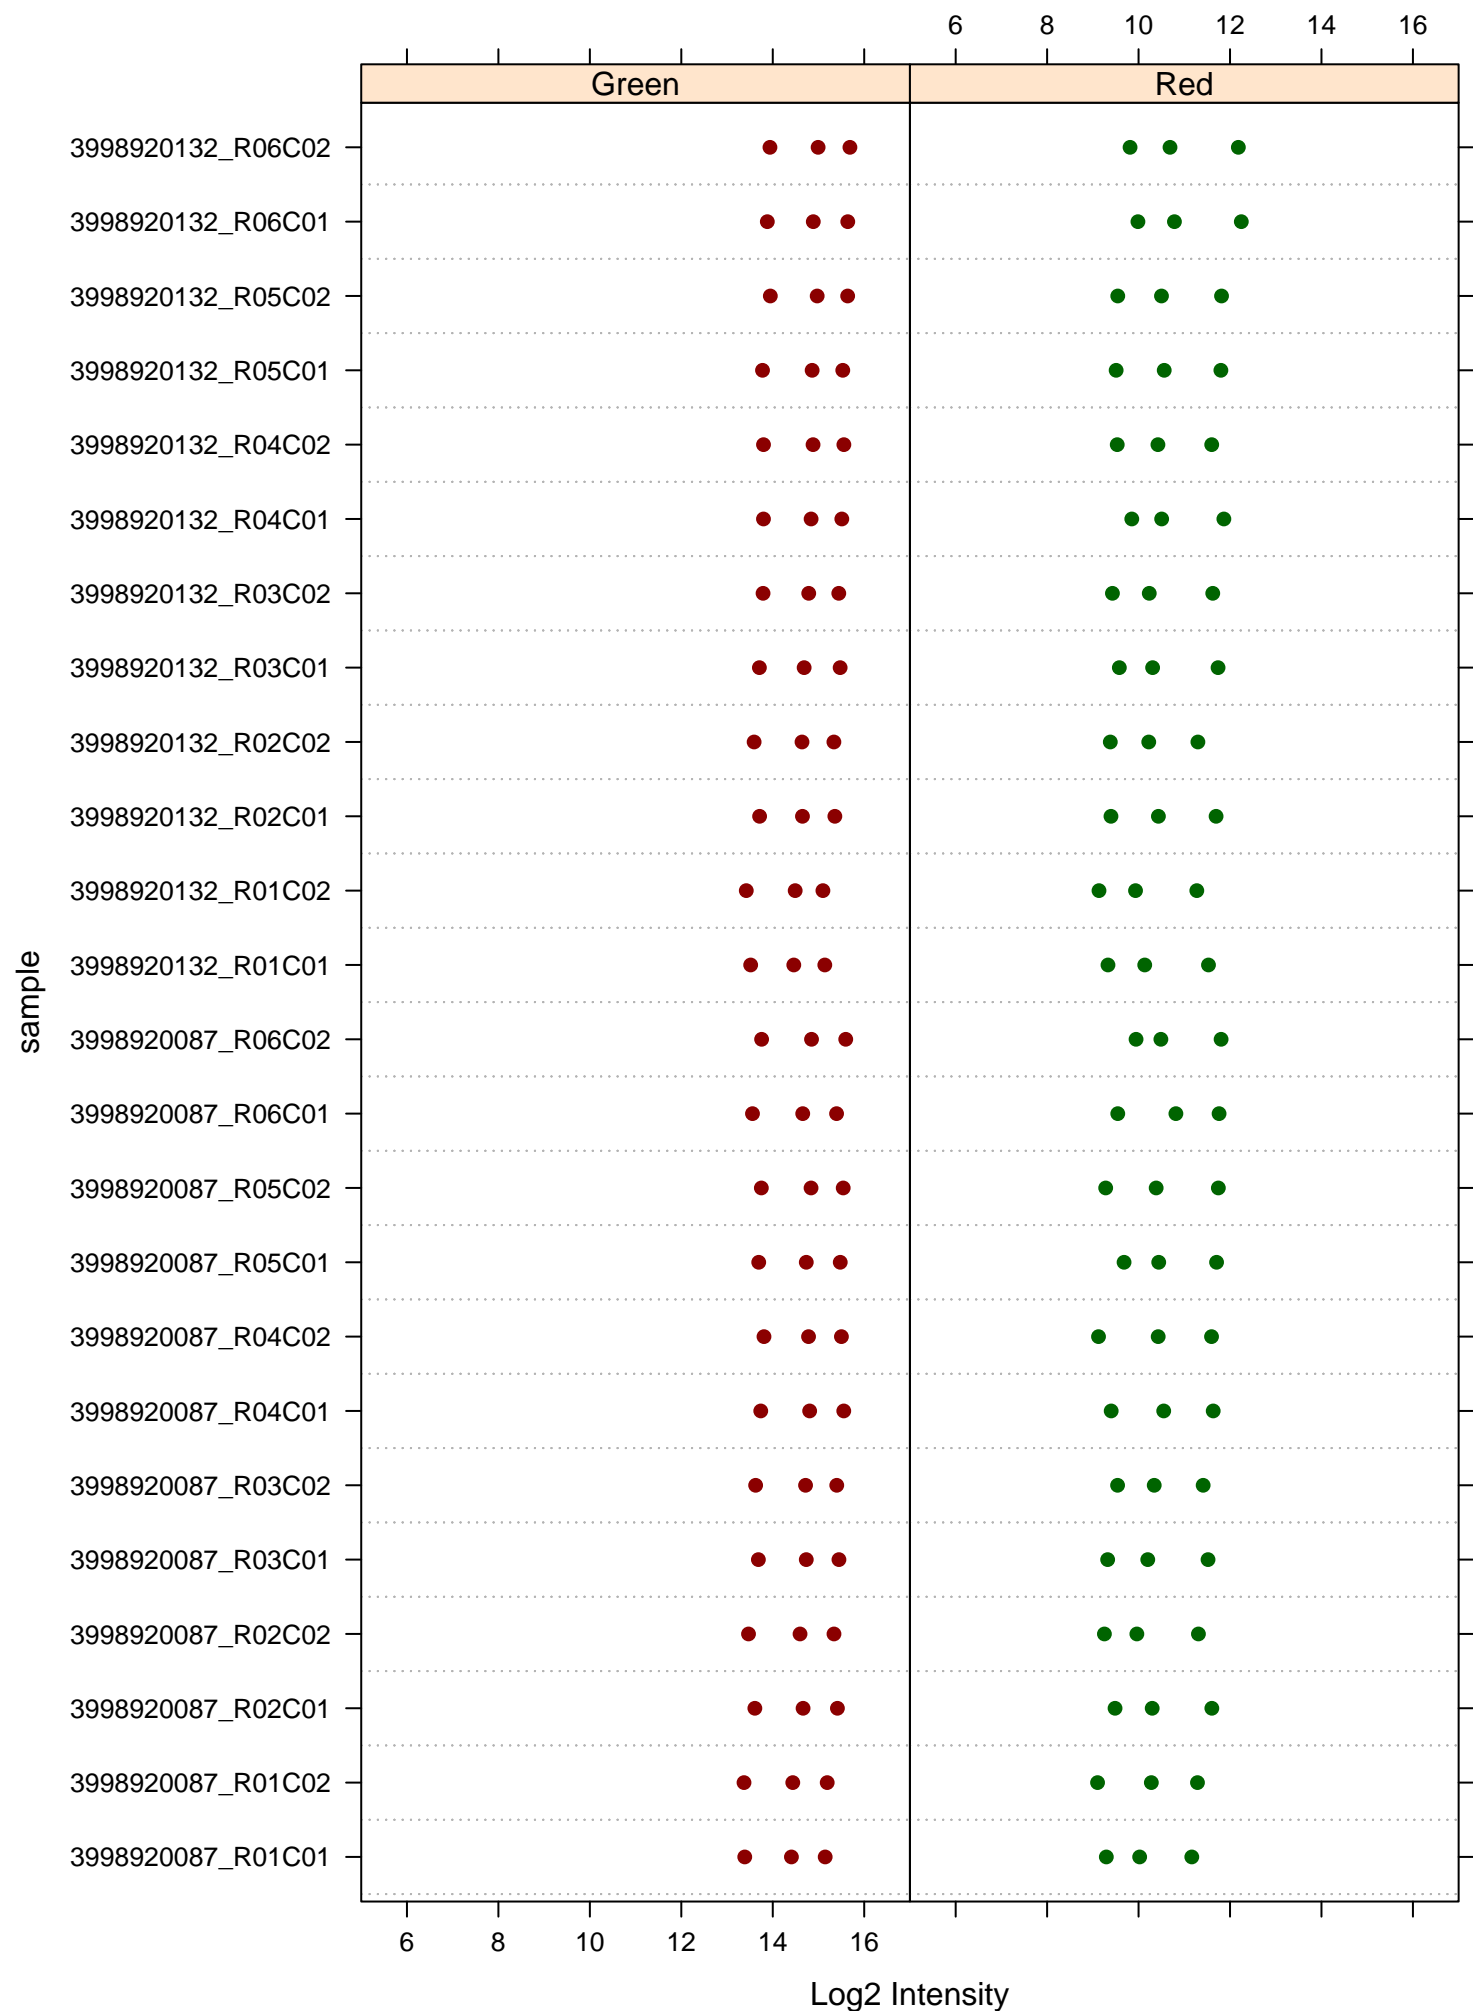 6 8 10 12 14 16
Green Red
3998920132_R06C02
3998920132_R06C01
3998920132_R05C02
3998920132_R05C01
3998920132_R04C02
3998920132_R04C01
3998920132_R03C02
3998920132_R03C01
3998920132_R02C02
3998920132_R02C01
3998920132_R01C02
3998920132_R01C01
3998920087_R06C02
3998920087_R06C01
3998920087_R05C02
3998920087_R05C01
3998920087_R04C02
3998920087_R04C01
3998920087_R03C02
3998920087_R03C01
3998920087_R02C02
3998920087_R02C01
3998920087_R01C02
3998920087_R01C01
sample
6 8 10 12 14 16
Log2 Intensity